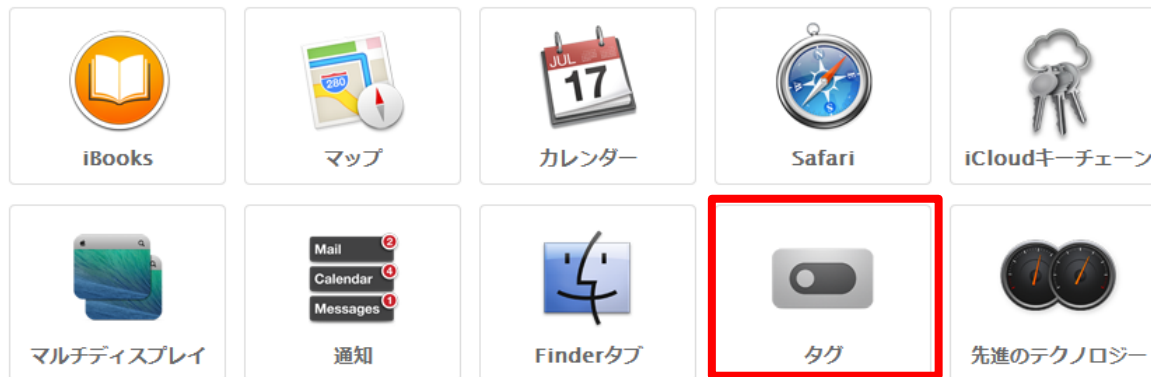 280
JUL
17
iBooks
マップ
カレンダー
Safari
iCloudキーチェーン
Mail 2
Calendar 4
Messages 1
マルチディスプレイ
通知
Finderタブ
タグ
先進のテクノロジー